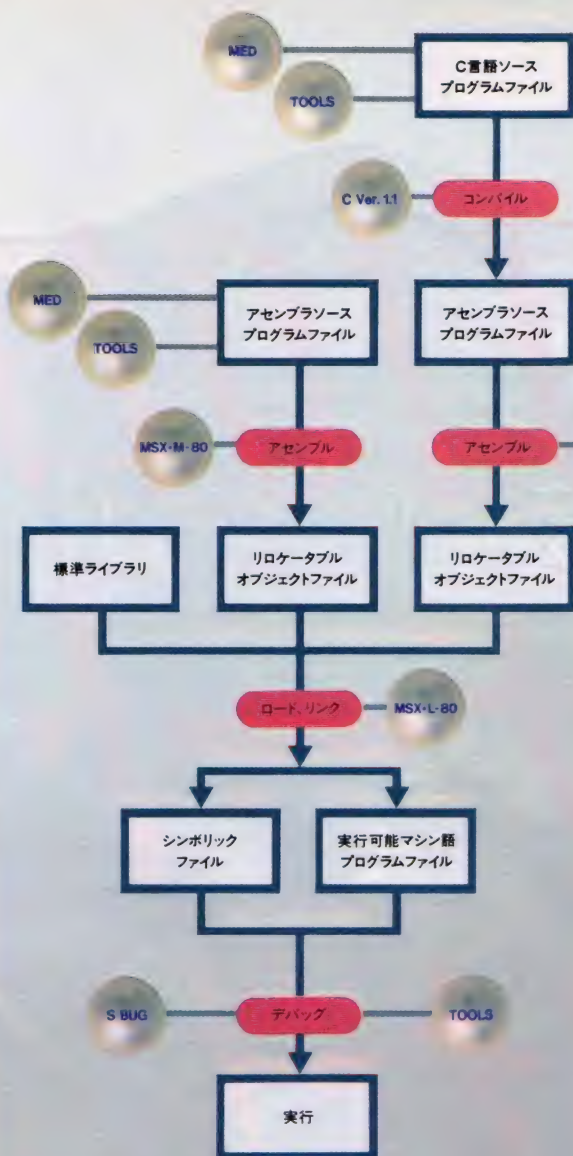 MED
C言語ソース
プログラムファイル
TOOLS
C Ver. 1.1
コンパイル
MED
アセンブラソース
プログラムファイル
アセンブラソース
プログラムファイル
TOOLS
MSX・M-80
アセンブル
アセンブル
標準ライブラリ
リロケータブル
オブジェクトファイル
リロケータブル
オブジェクトファイル
ロード、リンク
MSX・L-80
シンボリック
ファイル
実行可能マシン語
プログラムファイル
S BUG
デバッグ
TOOLS
実行